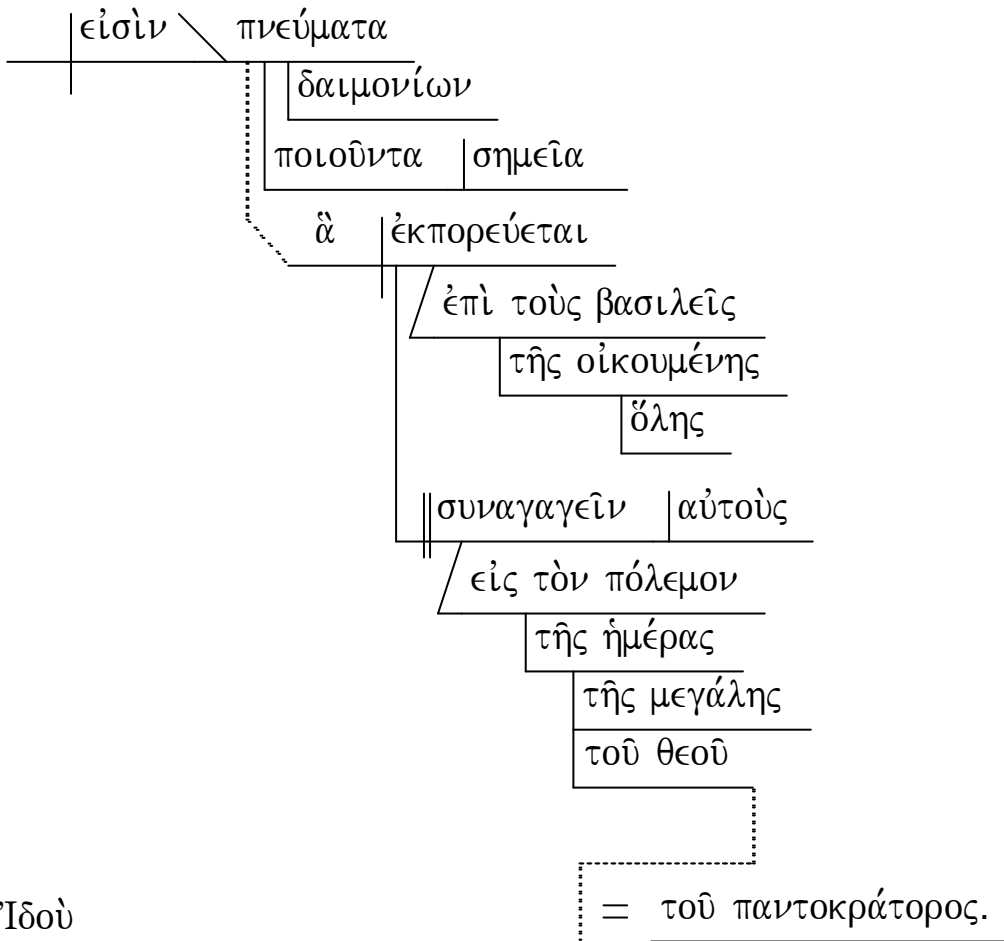 εἰσὶν πνεύματα
δαιμονίων
ποιοῦντα σημεῖα
ἃ ἐκπορεύεται
ἐπὶ τοὺς βασιλεῖς
τῆς οἰκουμένης
ὅλης
συναγαγεῖν αὐτοὺς
εἰς τὸν πόλεμον
τῆς ἡμέρας
τῆς μεγάλης
τοῦ θεοῦ
Ἰδοὺ = τοῦ παντοκράτορος.